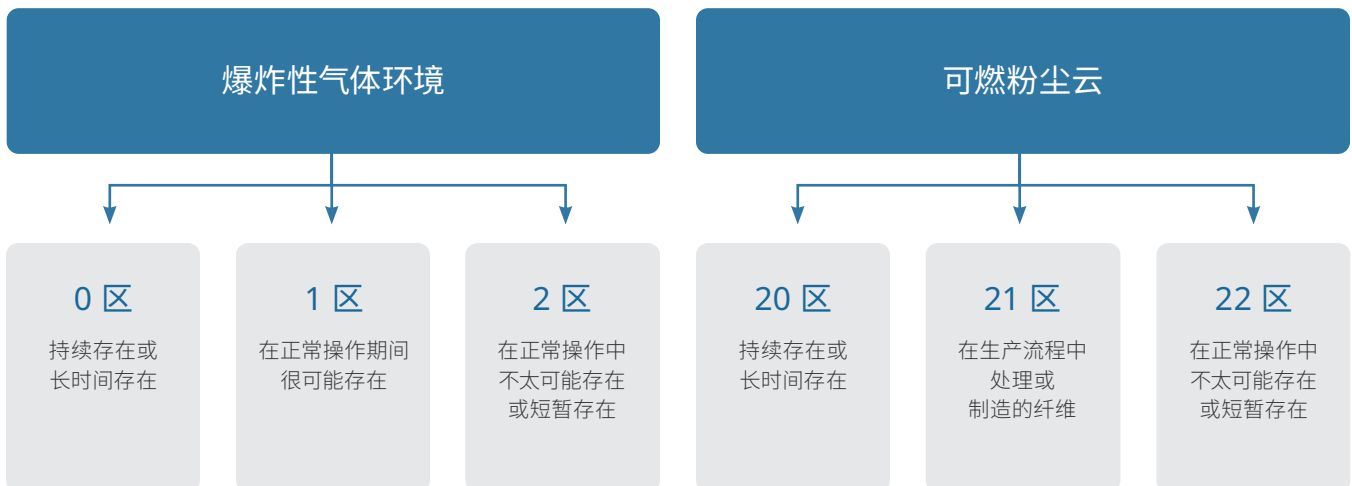 爆炸性气体环境
可燃粉尘云
0 区
持续存在或
长时间存在
1 区
在正常操作期间
很可能存在
2 区
在正常操作中
不太可能存在
或短暂存在
20 区
持续存在或
长时间存在
21 区
在生产流程中
处理或
制造的纤维
22 区
在正常操作中
不太可能存在
或短暂存在